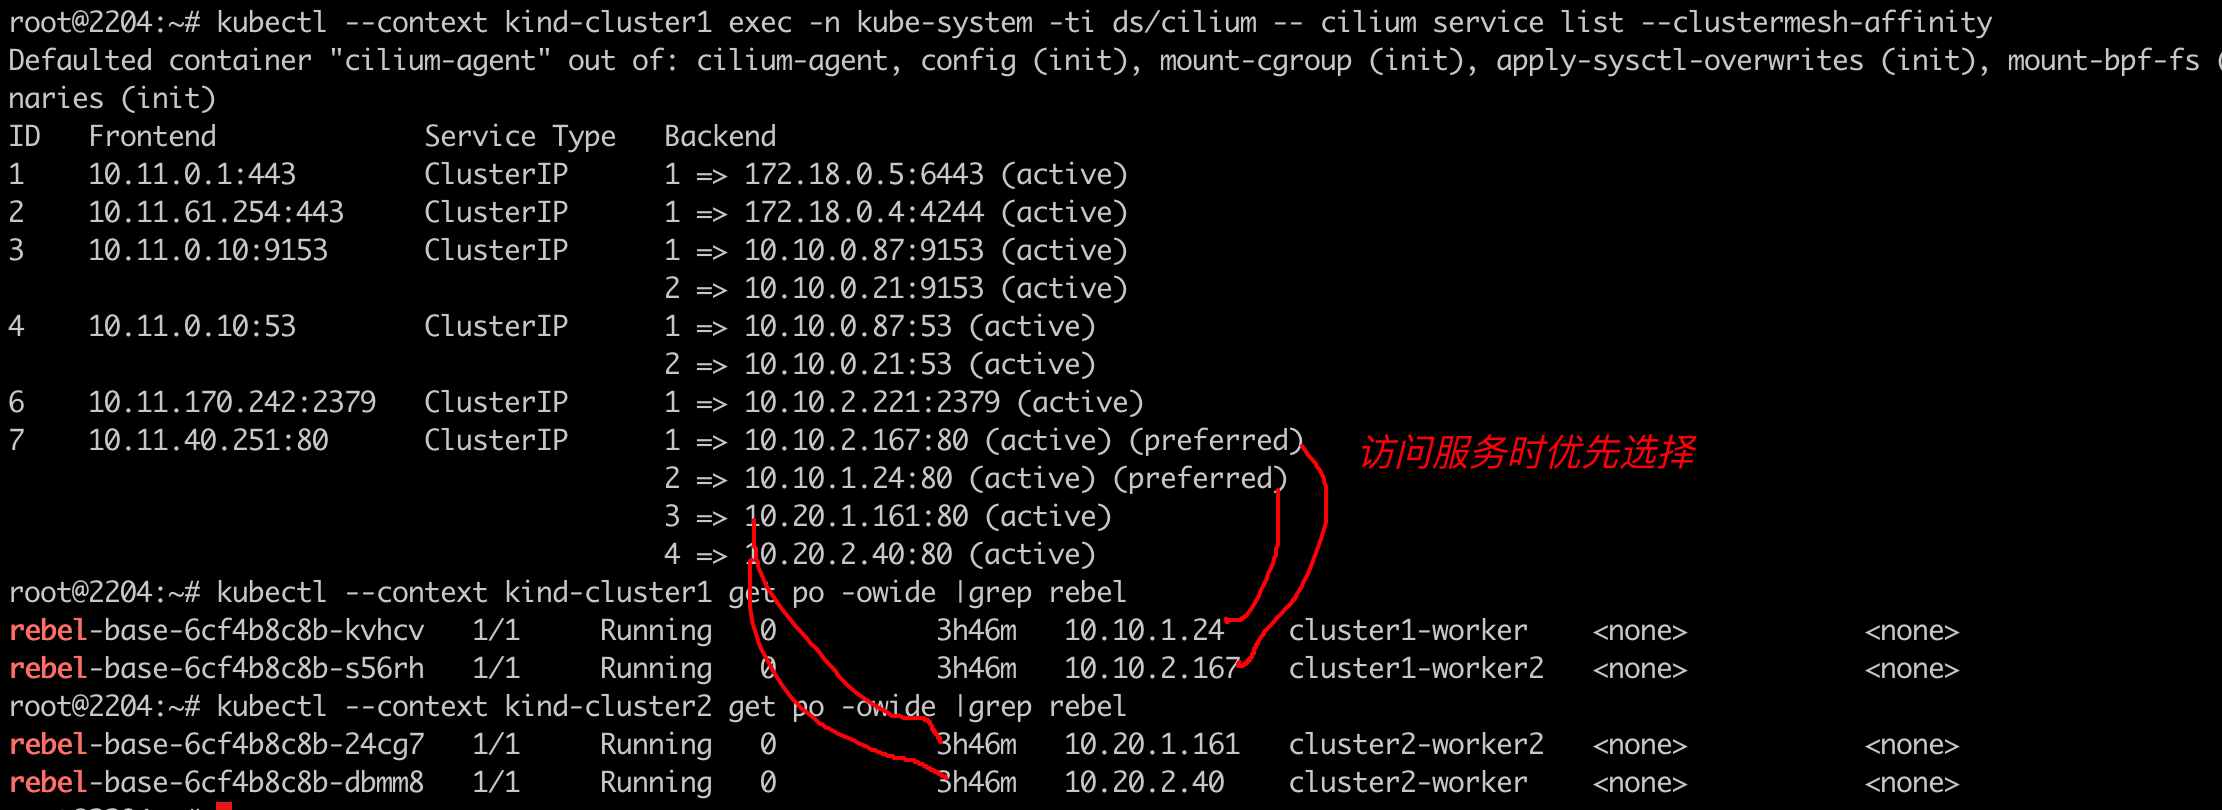 root@2204:~# kubectl --context kind-cluster1 exec -n kube-system -ti ds/cilium -- cilium service list --clustermesh-affinity
Defaulted container "cilium-agent" out of: cilium-agent, config (init), mount-cgroup (init), apply-sysctl-overwrites (init), mount-bpf-fs (
naries (init)
ID   Frontend             Service Type   Backend
1    10.11.0.1:443        ClusterIP      1 => 172.18.0.5:6443 (active)
2    10.11.61.254:443     ClusterIP      1 => 172.18.0.4:4244 (active)
3    10.11.0.10:9153      ClusterIP      1 => 10.10.0.87:9153 (active)
                                         2 => 10.10.0.21:9153 (active)
4    10.11.0.10:53        ClusterIP      1 => 10.10.0.87:53 (active)
                                         2 => 10.10.0.21:53 (active)
6    10.11.170.242:2379   ClusterIP      1 => 10.10.2.221:2379 (active)
7    10.11.40.251:80      ClusterIP      1 => 10.10.2.167:80 (active) (preferred) 访问服务时优先选择
                                         2 => 10.10.1.24:80 (active) (preferred)
                                         3 => 10.20.1.161:80 (active)
                                         4 => 10.20.2.40:80 (active)
root@2204:~# kubectl --context kind-cluster1 get po -owide |grep rebel
rebel-base-6cf4b8c8b-kvhcv   1/1     Running   0          3h46m   10.10.1.24    cluster1-worker    <none>           <none>
rebel-base-6cf4b8c8b-s56rh   1/1     Running   0          3h46m   10.10.2.167   cluster1-worker2   <none>           <none>
root@2204:~# kubectl --context kind-cluster2 get po -owide |grep rebel
rebel-base-6cf4b8c8b-24cg7   1/1     Running   0          3h46m   10.20.1.161   cluster2-worker2   <none>           <none>
rebel-base-6cf4b8c8b-dbmm8   1/1     Running   0          3h46m   10.20.2.40    cluster2-worker    <none>           <none>